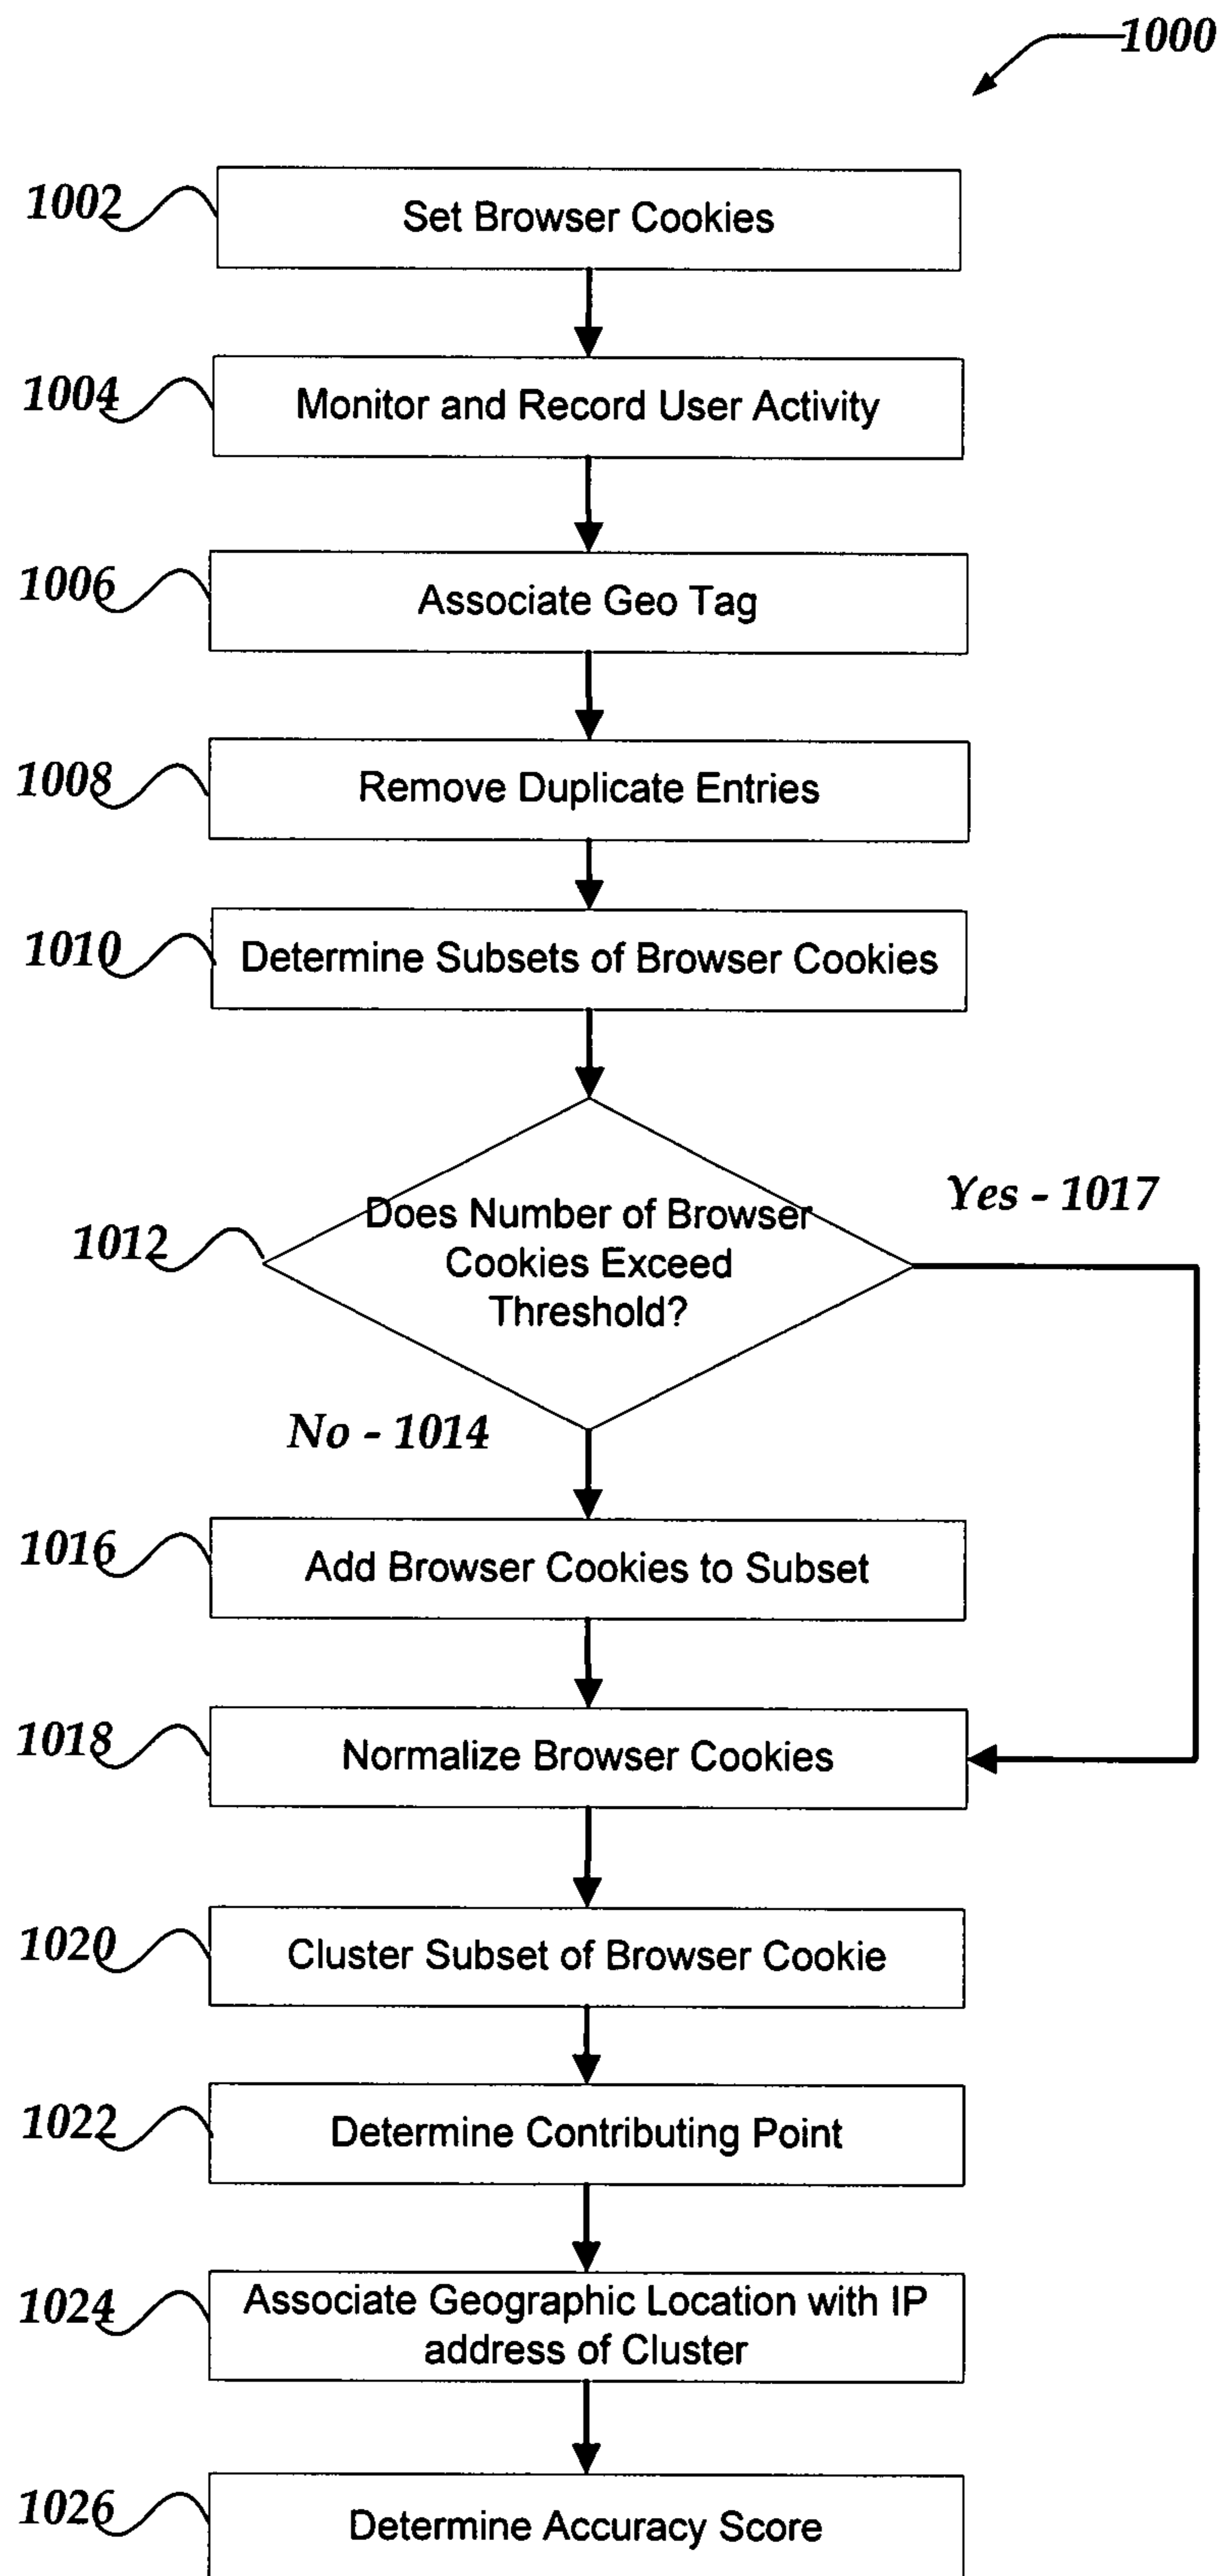 1000
1002
Set Browser Cookies
1004
Monitor and Record User Activity
1006
Associate Geo Tag
1008
Remove Duplicate Entries
1010
Determine Subsets of Browser Cookies
1012
Does Number of Browser
Cookies Exceed
Threshold?
Yes - 1017
No - 1014
1016
Add Browser Cookies to Subset
1018
Normalize Browser Cookies
1020
Cluster Subset of Browser Cookie
1022
Determine Contributing Point
1024
Associate Geographic Location with IP
address of Cluster
1026
Determine Accuracy Score